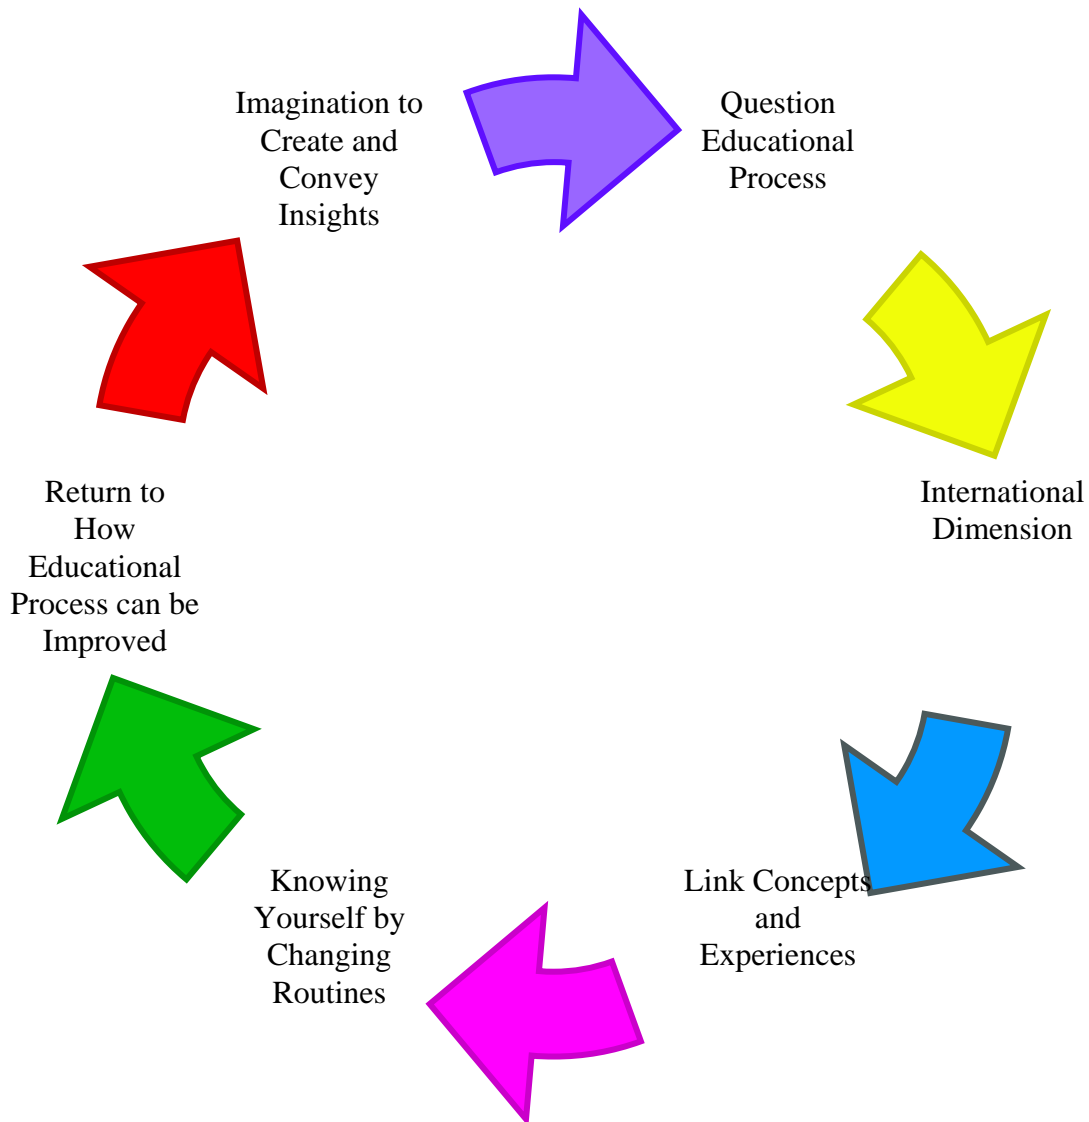 Imagination to
Create and
Convey
Insights
Question
Educational
Process
International
Dimension
Link Concepts
and
Experiences
Knowing
Yourself by
Changing
Routines
Return to
How
Educational
Process can be
Improved